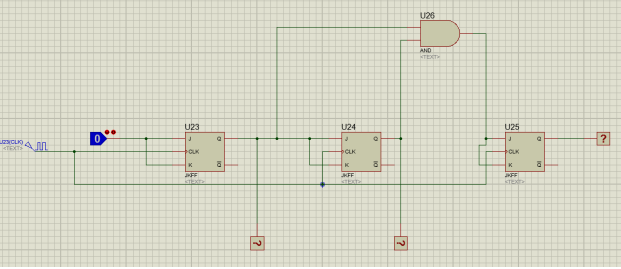 U26
AND
<TEXT>
U23(CLK)
<TEXT>
0
U23
J
Q
CLK
K
Q
JKFF
<TEXT>
U24
J
Q
CLK
K
Q
JKFF
<TEXT>
U25
J
Q
CLK
K
Q
JKFF
<TEXT>
?
?
?